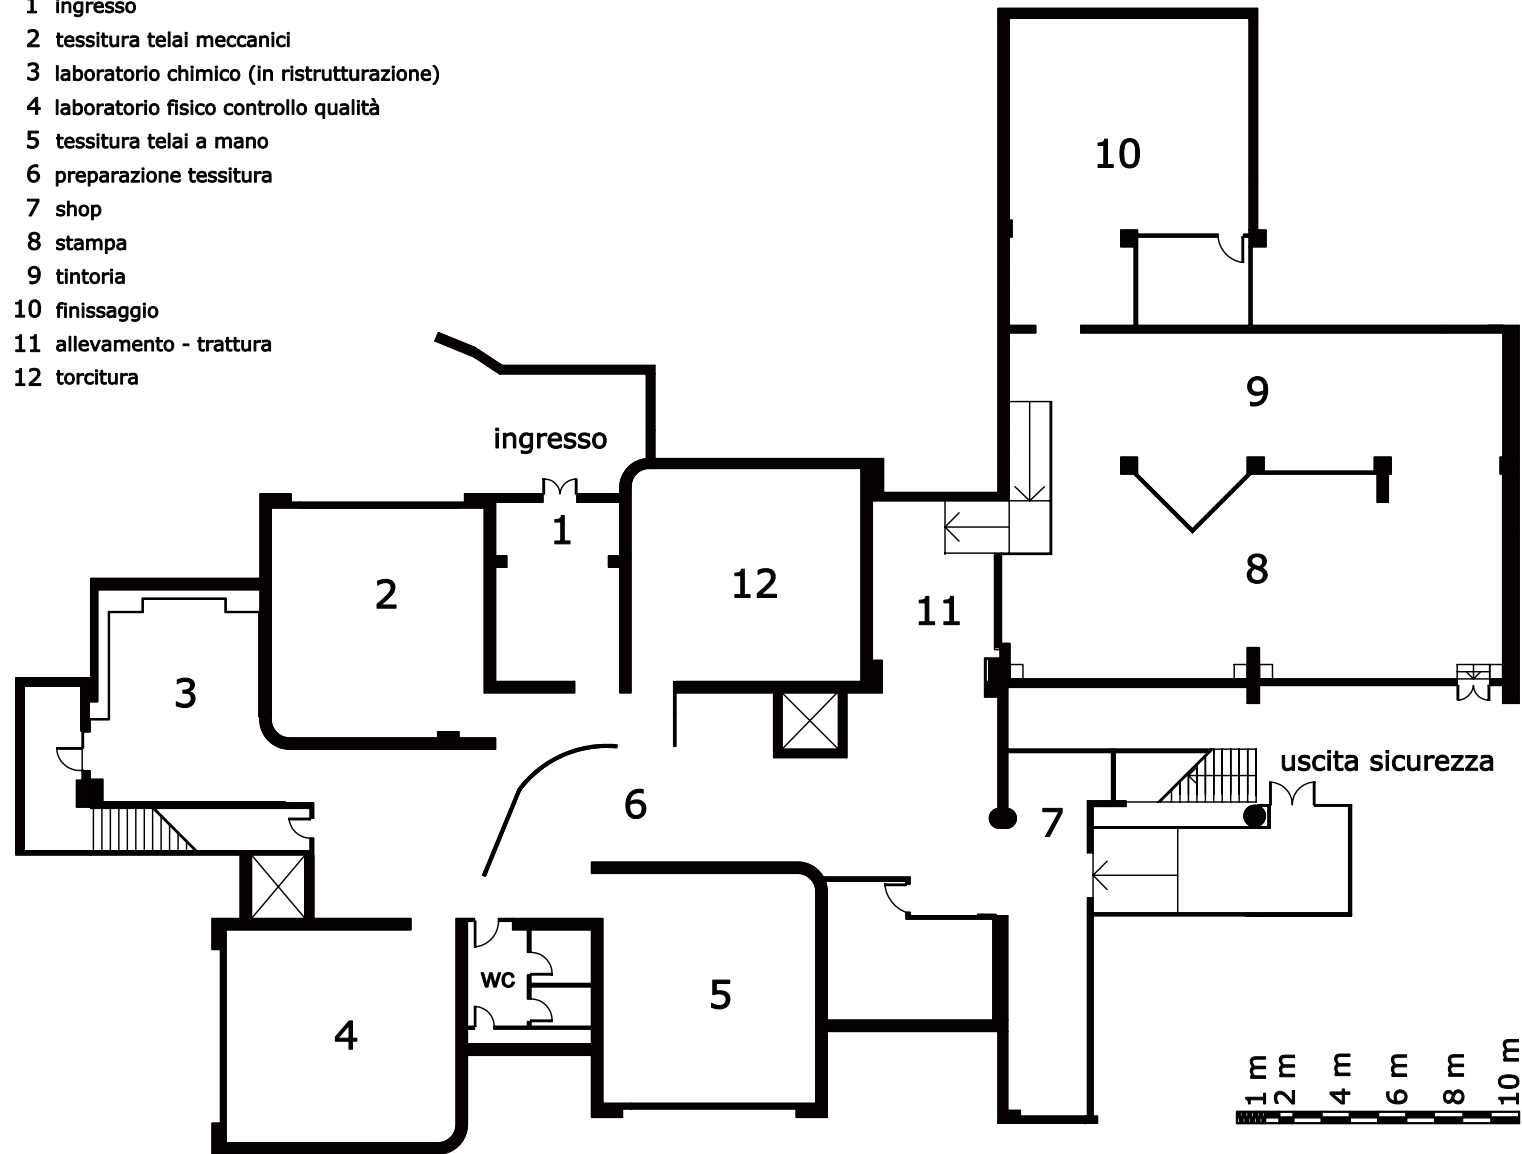 1 ingresso
2 tessitura telai meccanici
3 laboratorio chimico (in ristrutturazione)
4 laboratorio fisico controllo qualità
5 tessitura telai a mano
6 preparazione tessitura
7 shop
8 stampa
9 tintoria
10 finissaggio
11 allevamento - trattura
12 torcitura
10
9
ingresso
1
2
12
8
11
3
uscita sicurezza
6
7
wc
5
4
1 m
2 m
4 m
6 m
8 m
10 m